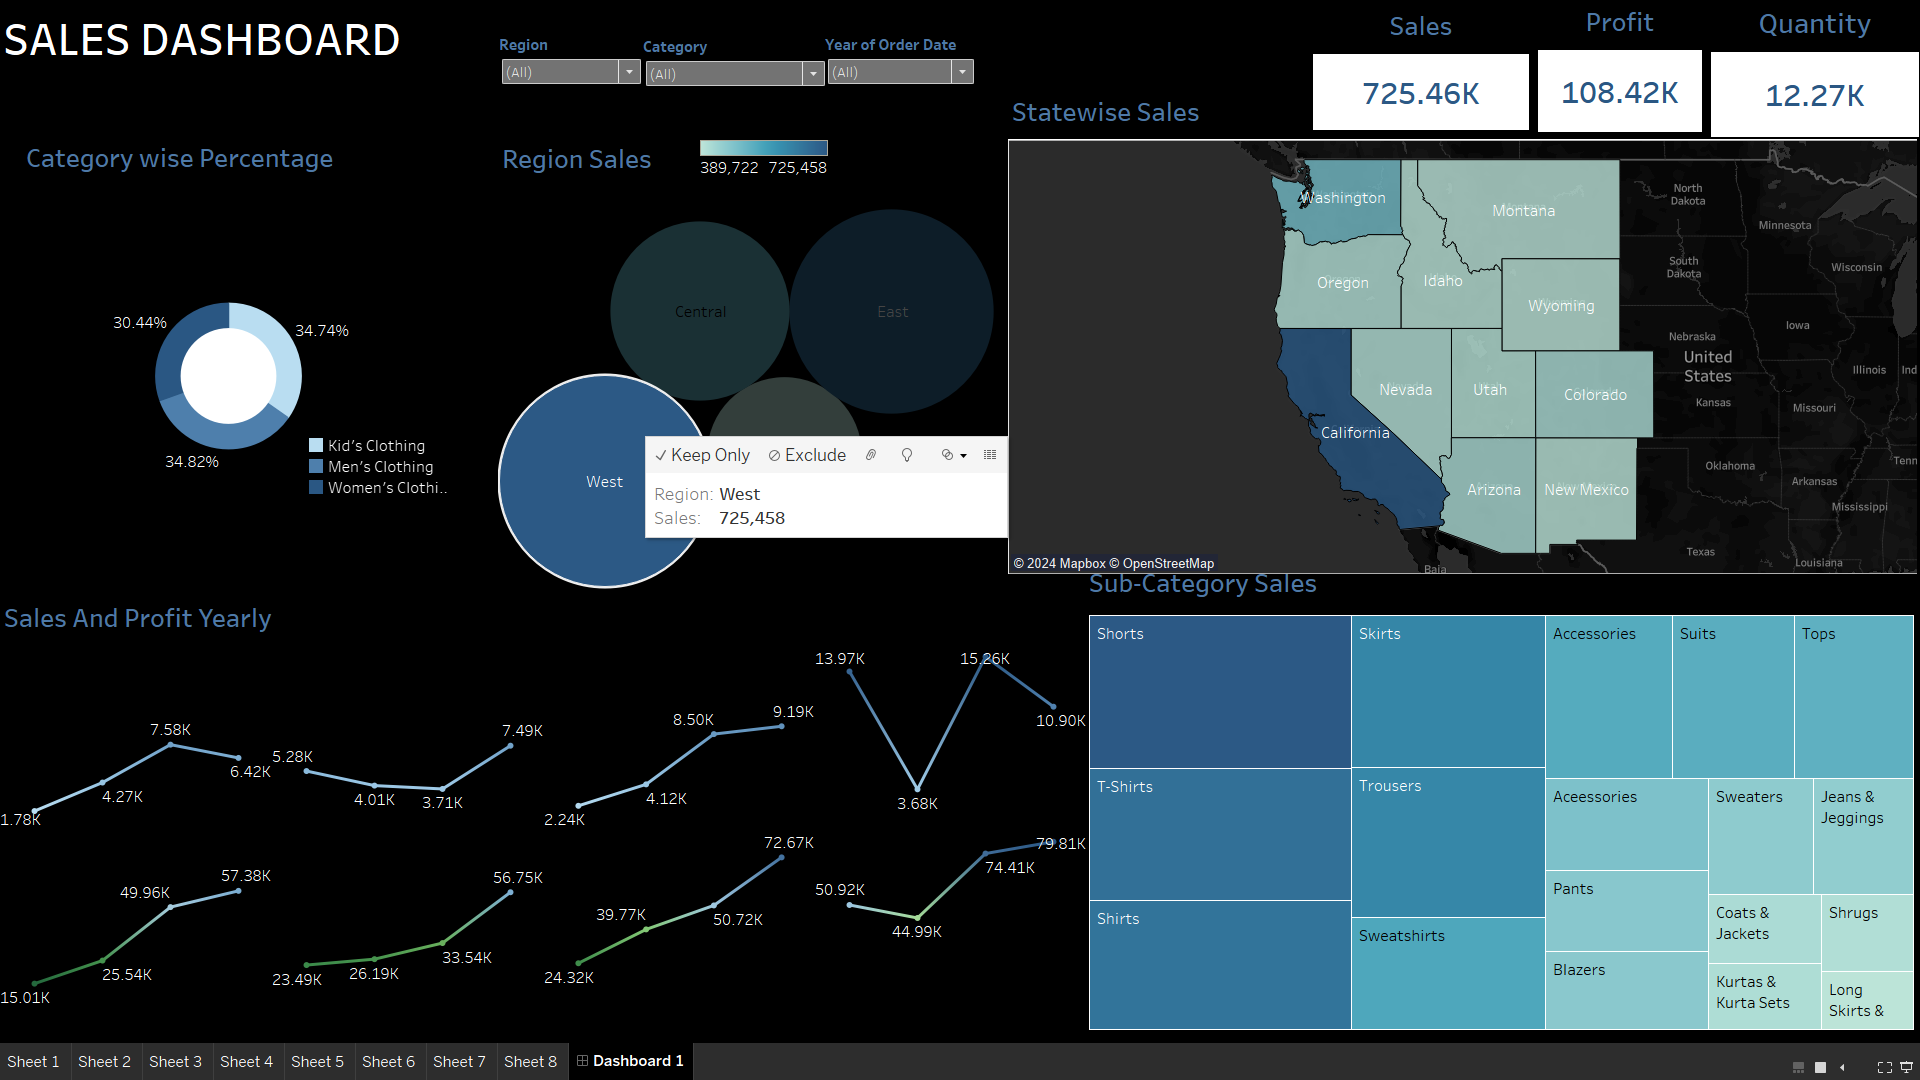 SALES DASHBOARD
Region
(All)
Category
(All)
Year of Order Date
(All)
Sales
725.46K
Profit
108.42K
Quantity
12.27K
Category wise Percentage
30.44%
34.74%
34.82%
Kid's Clothing
Men's Clothing
Women's Clothi..
Region Sales
389,722 725,458
Central
East
West
Keep Only
Exclude
Region: West
Sales: 725,458
Statewise Sales
Washington
Montana
Oregon
Idaho
Wyoming
Nevada
Utah
Colorado
California
Arizona
New Mexico
North
Dakota
Minnesota
South
Dakota
Wisconsin
Nebraska
Iowa
United
States
Illinois
Ind
Kansas
Missouri
Oklahoma
Tenn
Arkansas
Mississippi
Texas
Louisiana
Baja
© 2024 Mapbox © OpenStreetMap
Sales And Profit Yearly
1.78K
4.27K
7.58K
6.42K
5.28K
4.01K
3.71K
7.49K
2.24K
4.12K
8.50K
9.19K
13.97K
3.68K
15.26K
10.90K
15.01K
25.54K
49.96K
57.38K
23.49K
26.19K
33.54K
56.75K
24.32K
39.77K
50.72K
72.67K
50.92K
44.99K
74.41K
79.81K
Sub-Category Sales
Shorts
T-Shirts
Shirts
Skirts
Trousers
Sweatshirts
Accessories
Suits
Tops
Aceessories
Pants
Blazers
Sweaters
Jeans &
Jeggings
Coats &
Jackets
Shrugs
Kurtas &
Kurta Sets
Long
Skirts &
Sheet 1
Sheet 2
Sheet 3
Sheet 4
Sheet 5
Sheet 6
Sheet 7
Sheet 8
Dashboard 1